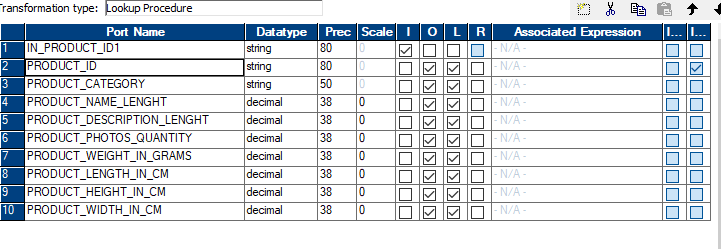 Transformation type: Lookup Procedure
Port Name Datatype Prec Scale I O L R Associated Expression I... I...
1 IN_PRODUCT_ID1 string 80 0
2 PRODUCT_ID string 80 0 - N/A -
3 PRODUCT_CATEGORY string 50 0 - N/A -
4 PRODUCT_NAME_LENGHT decimal 38 0 - N/A -
5 PRODUCT_DESCRIPTION_LENGHT decimal 38 0 - N/A -
6 PRODUCT_PHOTOS_QUANTITY decimal 38 0 - N/A -
7 PRODUCT_WEIGHT_IN_GRAMS decimal 38 0 - N/A -
8 PRODUCT_LENGTH_IN_CM decimal 38 0 - N/A -
9 PRODUCT_HEIGHT_IN_CM decimal 38 0 - N/A -
10 PRODUCT_WIDTH_IN_CM decimal 38 0 - N/A -